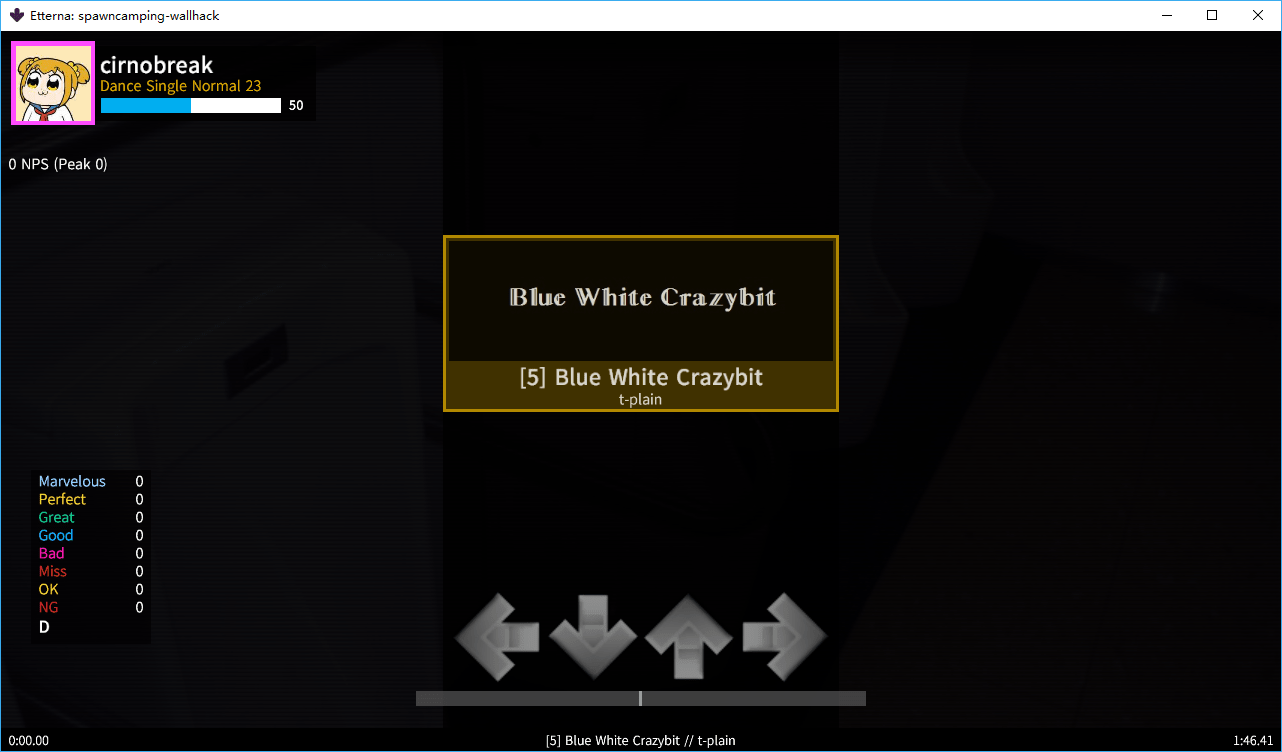 Etterna: spawncamping-wallhack
cirnobreak
Dance Single Normal 23
50
0 NPS (Peak 0)
Blue White Crazybit
[5] Blue White Crazybit
t-plain
Marvelous 0
Perfect 0
Great 0
Good 0
Bad 0
Miss 0
OK 0
NG 0
D
0:00.00
[5] Blue White Crazybit // t-plain
1:46.41